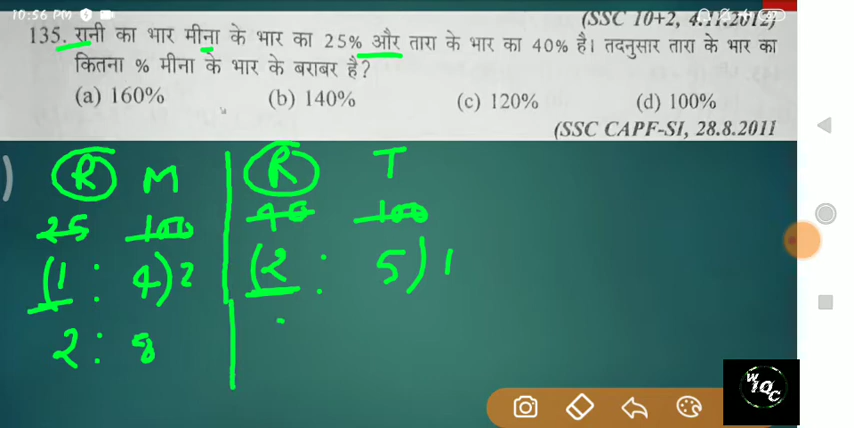 10:56 PM
(SSC 10+2, 4.11.2012)
135. रानी का भार मीना के भार का 25% और तारा के भार का 40% है। तदनुसार तारा के भार का
कितना % मीना के भार के बराबर है?
(a) 160% (b) 140% (c) 120% (d) 100%
(SSC CAPF-SI, 28.8.2011
) R M R T
25 100 40 100
(1 : 4)2 (2 : 5)1
2 : 8
WIQC